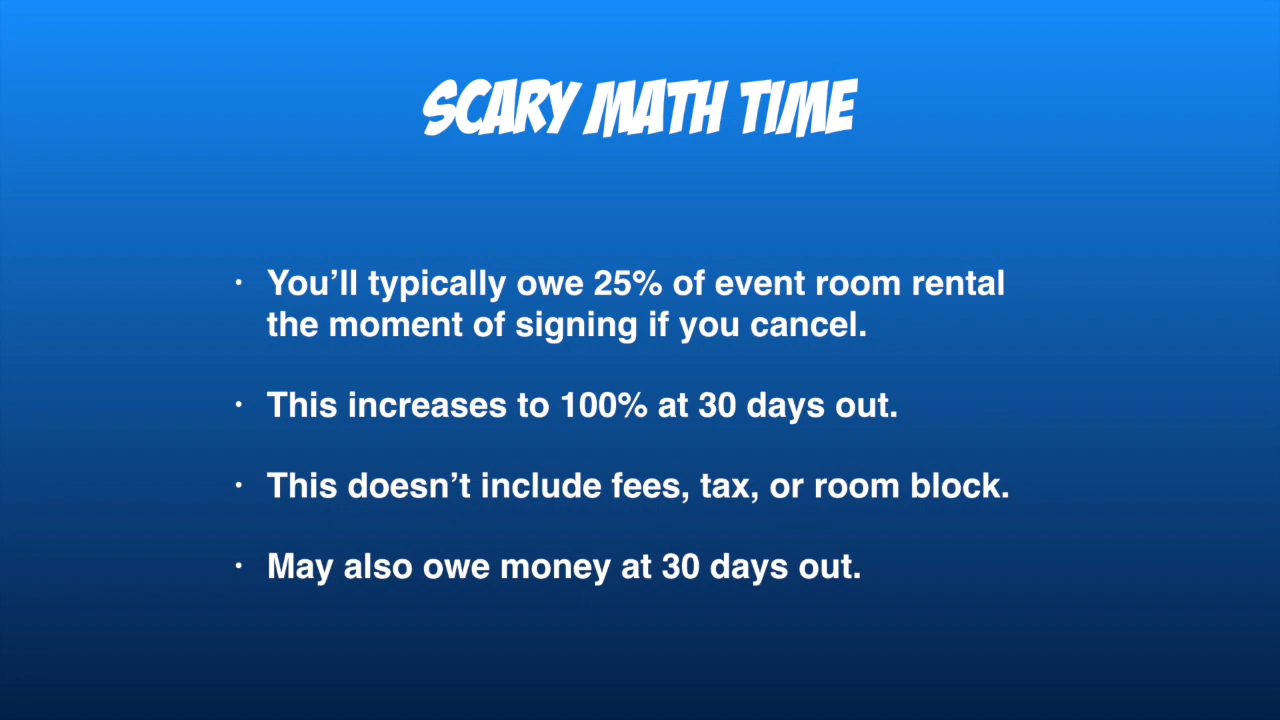 SCARY MATH TIME
• You’ll typically owe 25% of event room rental
the moment of signing if you cancel.
• This increases to 100% at 30 days out.
• This doesn’t include fees, tax, or room block.
• May also owe money at 30 days out.